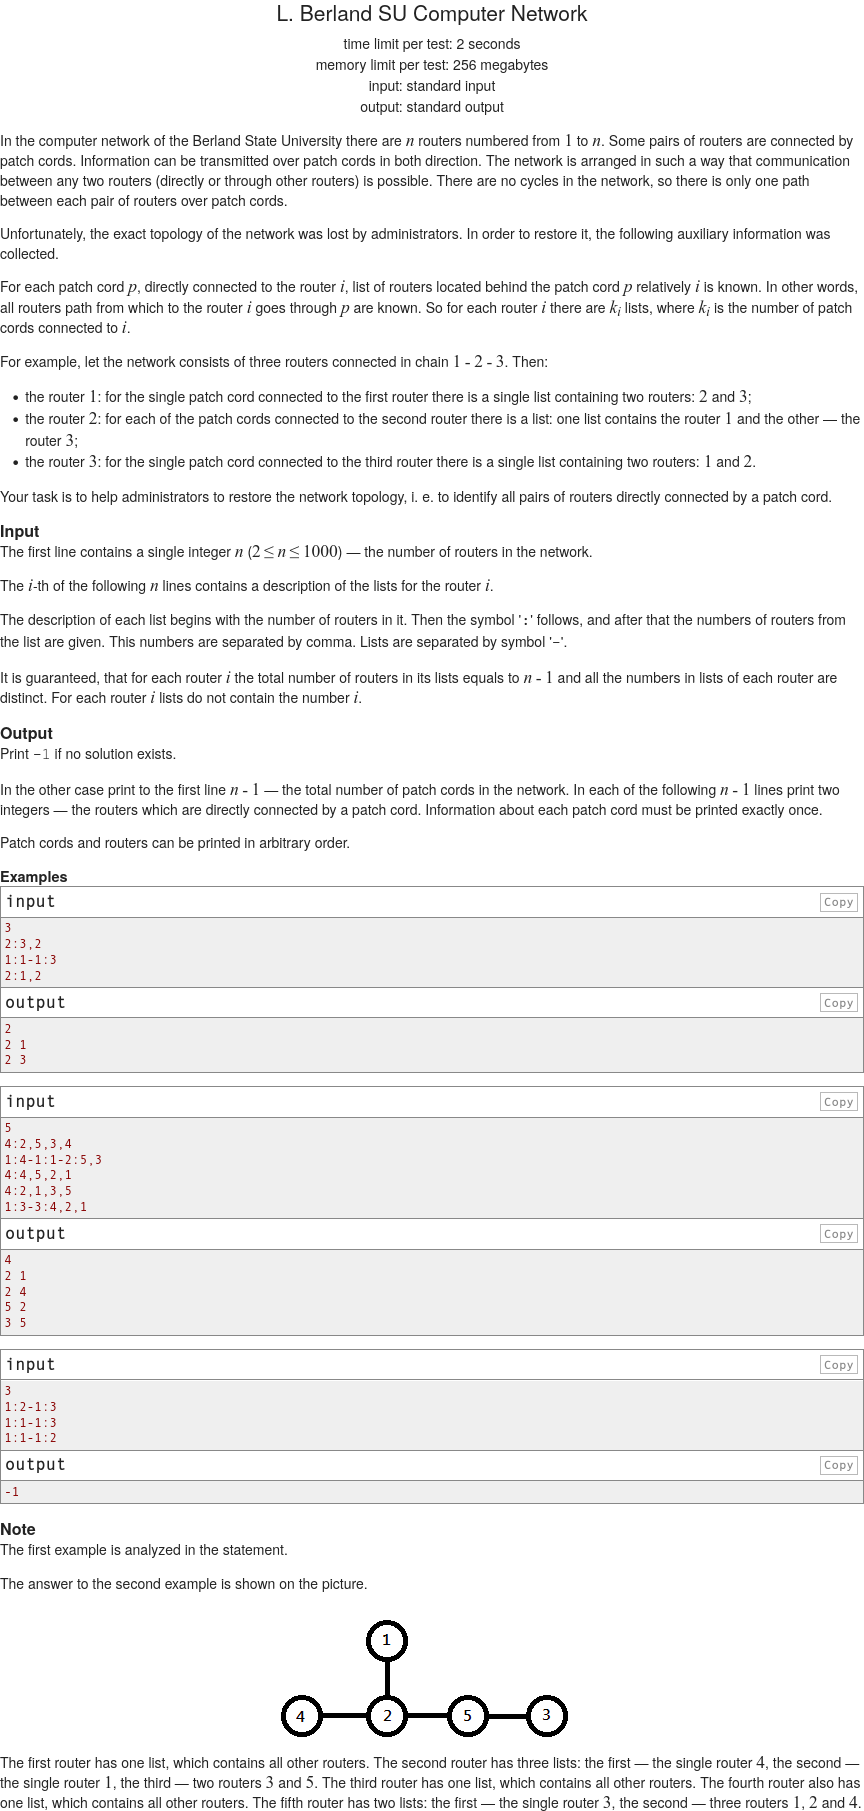 L. Berland SU Computer Network
time limit per test: 2 seconds
memory limit per test: 256 megabytes
input: standard input
output: standard output
In the computer network of the Berland State University there are n routers numbered from 1 to n. Some pairs of routers are connected by
patch cords. Information can be transmitted over patch cords in both direction. The network is arranged in such a way that communication
between any two routers (directly or through other routers) is possible. There are no cycles in the network, so there is only one path
between each pair of routers over patch cords.
Unfortunately, the exact topology of the network was lost by administrators. In order to restore it, the following auxiliary information was
collected.
For each patch cord p, directly connected to the router i, list of routers located behind the patch cord p relatively i is known. In other words,
all routers path from which to the router i goes through p are known. So for each router i there are kᵢ lists, where kᵢ is the number of patch
cords connected to i.
For example, let the network consists of three routers connected in chain 1 - 2 - 3. Then:
• the router 1: for the single patch cord connected to the first router there is a single list containing two routers: 2 and 3;
• the router 2: for each of the patch cords connected to the second router there is a list: one list contains the router 1 and the other — the
router 3;
• the router 3: for the single patch cord connected to the third router there is a single list containing two routers: 1 and 2.
Your task is to help administrators to restore the network topology, i. e. to identify all pairs of routers directly connected by a patch cord.
Input
The first line contains a single integer n (2 ≤ n ≤ 1000) — the number of routers in the network.
The i-th of the following n lines contains a description of the lists for the router i.
The description of each list begins with the number of routers in it. Then the symbol ':' follows, and after that the numbers of routers from
the list are given. This numbers are separated by comma. Lists are separated by symbol '-'.
It is guaranteed, that for each router i the total number of routers in its lists equals to n - 1 and all the numbers in lists of each router are
distinct. For each router i lists do not contain the number i.
Output
Print -1 if no solution exists.
In the other case print to the first line n - 1 — the total number of patch cords in the network. In each of the following n - 1 lines print two
integers — the routers which are directly connected by a patch cord. Information about each patch cord must be printed exactly once.
Patch cords and routers can be printed in arbitrary order.
Examples
input Copy
3
2:3,2
1:1-1:3
2:1,2
output Copy
2
2 1
2 3
input Copy
5
4:2,5,3,4
1:4-1:1-2:5,3
4:4,5,2,1
4:2,1,3,5
1:3-3:4,2,1
output Copy
4
2 1
2 4
5 2
3 5
input Copy
3
1:2-1:3
1:1-1:3
1:1-1:2
output Copy
-1
Note
The first example is analyzed in the statement.
The answer to the second example is shown on the picture.
1
4 2 5 3
The first router has one list, which contains all other routers. The second router has three lists: the first — the single router 4, the second —
the single router 1, the third — two routers 3 and 5. The third router has one list, which contains all other routers. The fourth router also has
one list, which contains all other routers. The fifth router has two lists: the first — the single router 3, the second — three routers 1, 2 and 4.